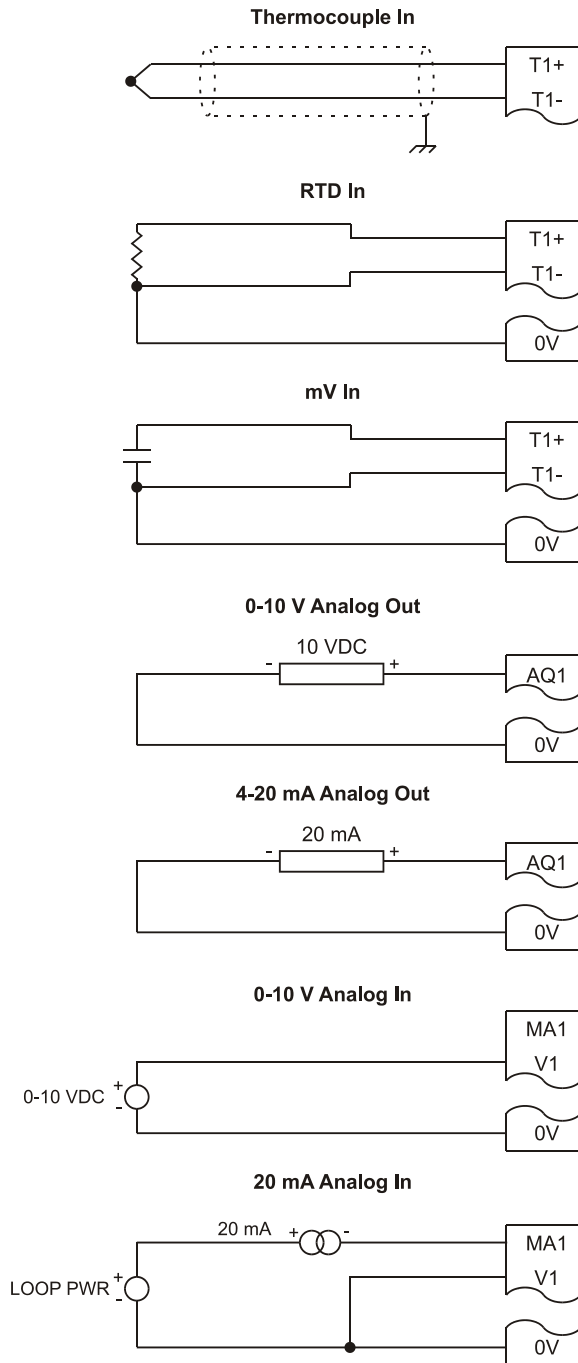 Thermocouple In
T1+
T1-
RTD In
T1+
T1-
0V
mV In
T1+
T1-
0V
0-10 V Analog Out
- 10 VDC +
AQ1
0V
4-20 mA Analog Out
- 20 mA +
AQ1
0V
0-10 V Analog In
MA1
V1
0-10 VDC + -
0V
20 mA Analog In
20 mA + -
MA1
V1
LOOP PWR + -
0V